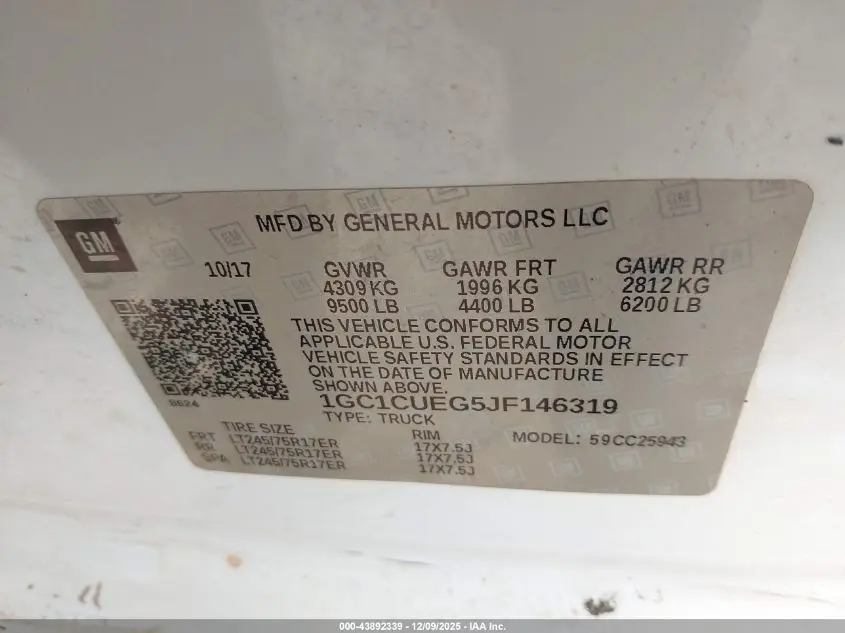 GM
MFD BY GENERAL MOTORS LLC
10/17 GVWR GAWR FRT GAWR RR
4309 KG 1996 KG 2812 KG
9500 LB 4400 LB 6200 LB
THIS VEHICLE CONFORMS TO ALL
APPLICABLE U.S. FEDERAL MOTOR
VEHICLE SAFETY STANDARDS IN EFFECT
ON THE DATE OF MANUFACTURE
SHOWN ABOVE.
8624
1GC1CUEG5JF146319
TYPE: TRUCK
TIRE SIZE RIM MODEL: 59CC25943
FRT LT245/75R17ER 17X7.5J
RR LT245/75R17ER 17X7.5J
SPA LT245/75R17ER 17X7.5J
000-43892339 - 12/09/2025 - IAA Inc.